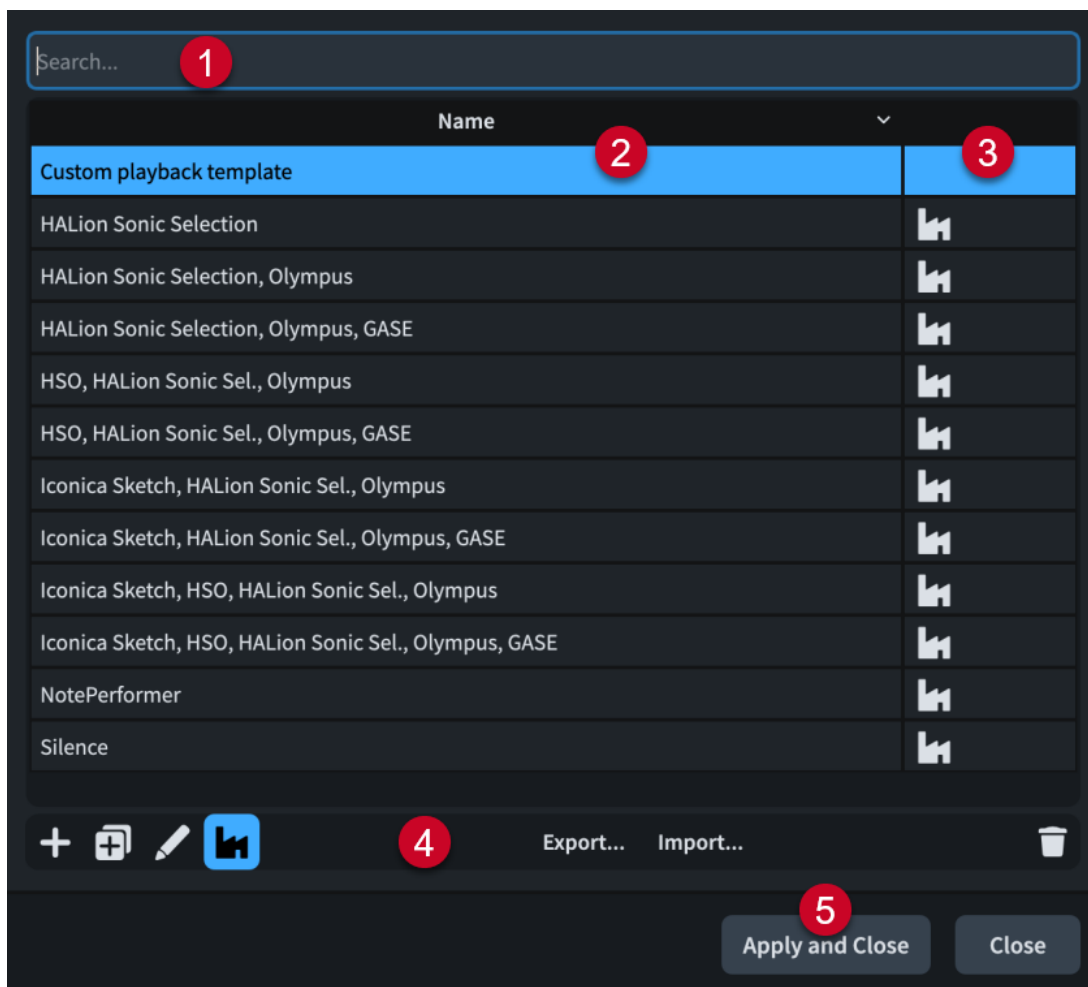 Search...
1
Name
2
3
Custom playback template
HALion Sonic Selection
HALion Sonic Selection, Olympus
HALion Sonic Selection, Olympus, GASE
HSO, HALion Sonic Sel., Olympus
HSO, HALion Sonic Sel., Olympus, GASE
Iconica Sketch, HALion Sonic Sel., Olympus
Iconica Sketch, HALion Sonic Sel., Olympus, GASE
Iconica Sketch, HSO, HALion Sonic Sel., Olympus
Iconica Sketch, HSO, HALion Sonic Sel., Olympus, GASE
NotePerformer
Silence
4
Export... Import...
5
Apply and Close Close